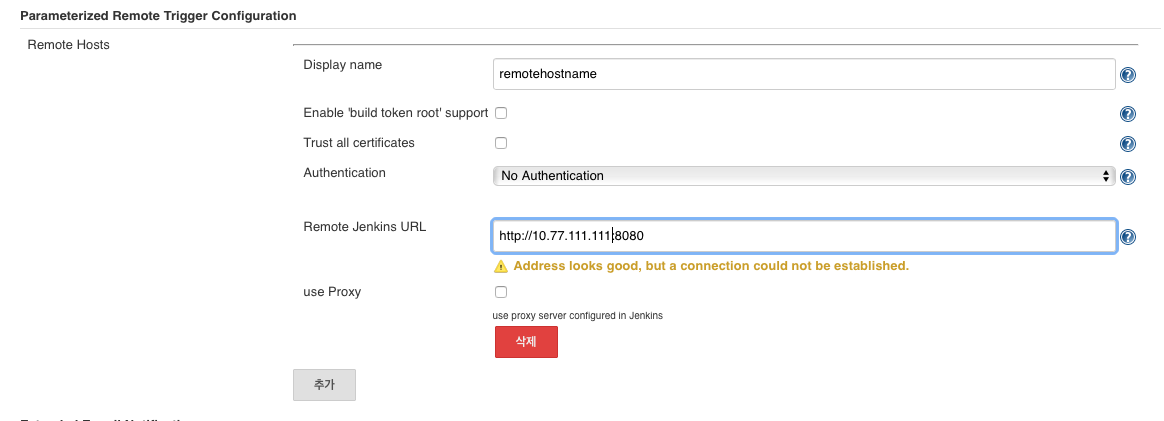 Parameterized Remote Trigger Configuration
Remote Hosts
Display name
remotehostname
Enable 'build token root' support
Trust all certificates
Authentication
No Authentication
Remote Jenkins URL
http://10.77.111.111:8080
Address looks good, but a connection could not be established.
use Proxy
use proxy server configured in Jenkins
삭제
추가